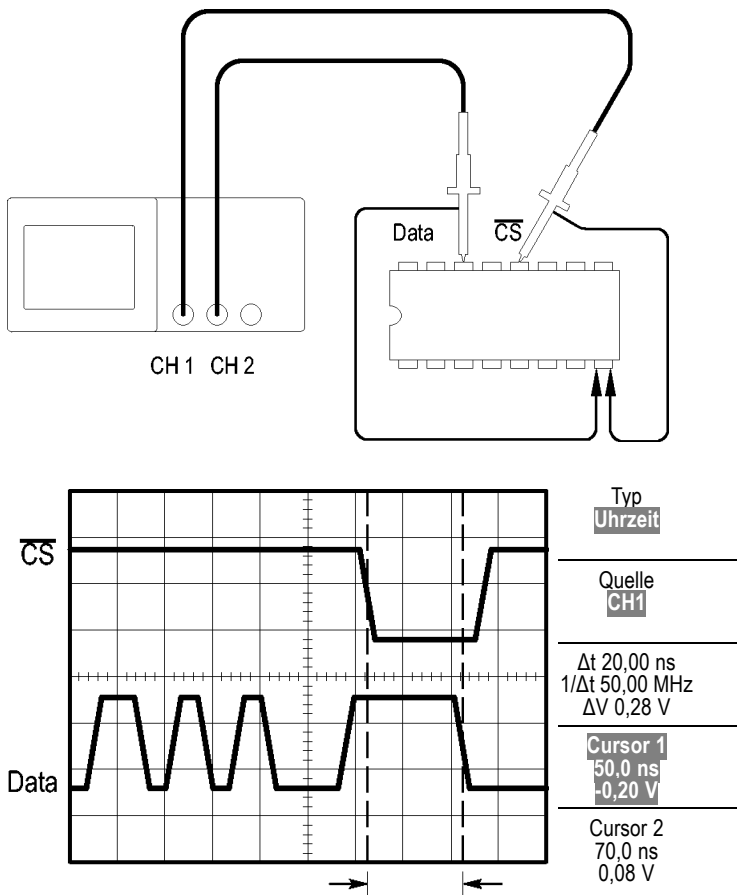 Data
CS
CH 1 CH 2
CS
Data
Typ
Uhrzeit
Quelle
CH1
Δt 20,00 ns
1/Δt 50,00 MHz
ΔV 0,28 V
Cursor 1
50,0 ns
-0,20 V
Cursor 2
70,0 ns
0,08 V